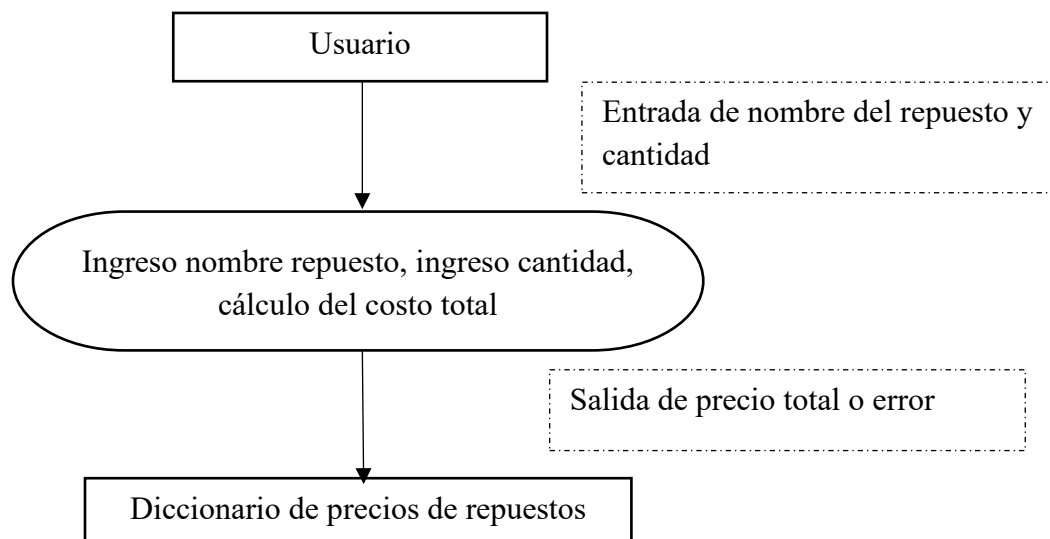 Usuario
Entrada de nombre del repuesto y
cantidad
Ingreso nombre repuesto, ingreso cantidad,
cálculo del costo total
Salida de precio total o error
Diccionario de precios de repuestos